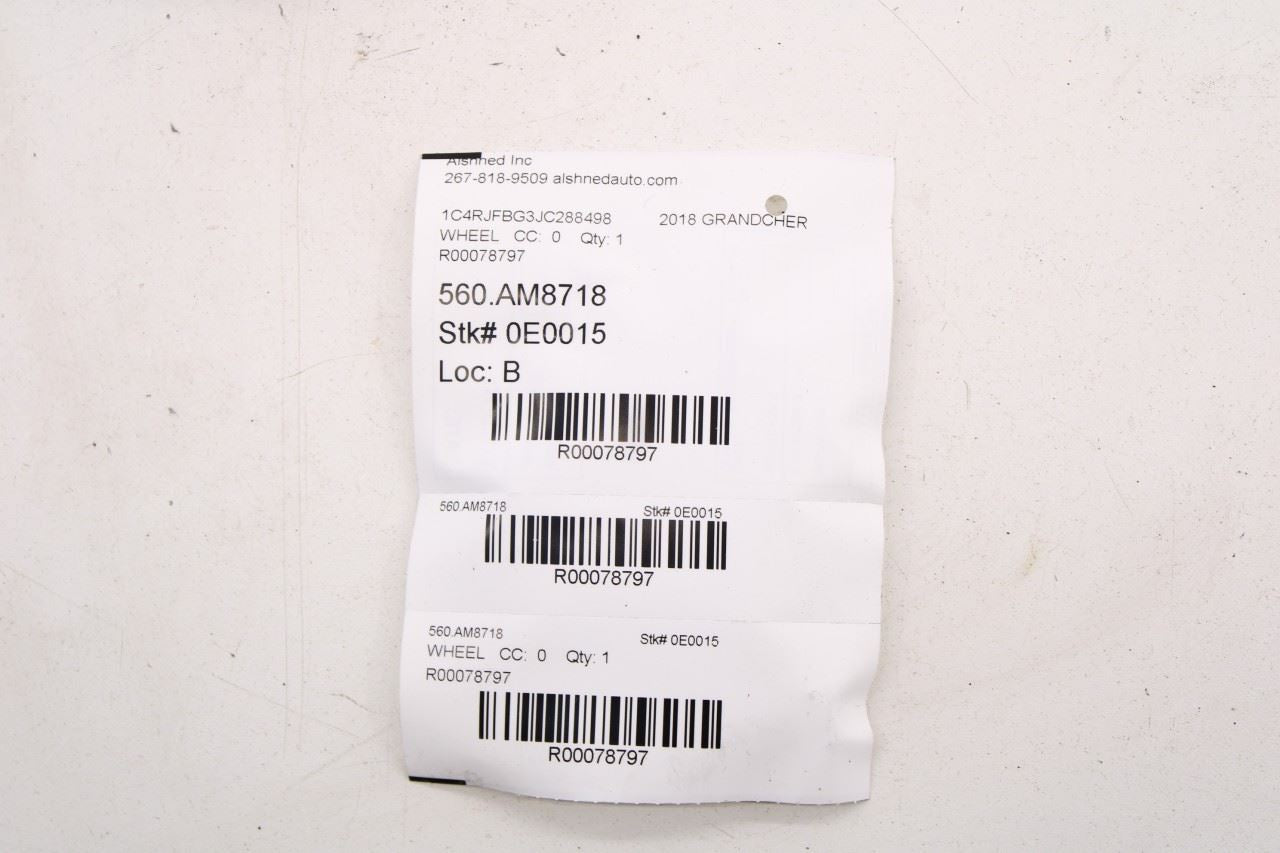 Alshned Inc
267-818-9509 alshnedauto.com
1C4RJFBG3JC288498 2018 GRANDCHER
WHEEL CC: 0 Qty: 1
R00078797
560.AM8718
Stk# 0E0015
Loc: B
R00078797
560.AM8718 Stk# 0E0015
R00078797
560.AM8718 Stk# 0E0015
WHEEL CC: 0 Qty: 1
R00078797
R00078797